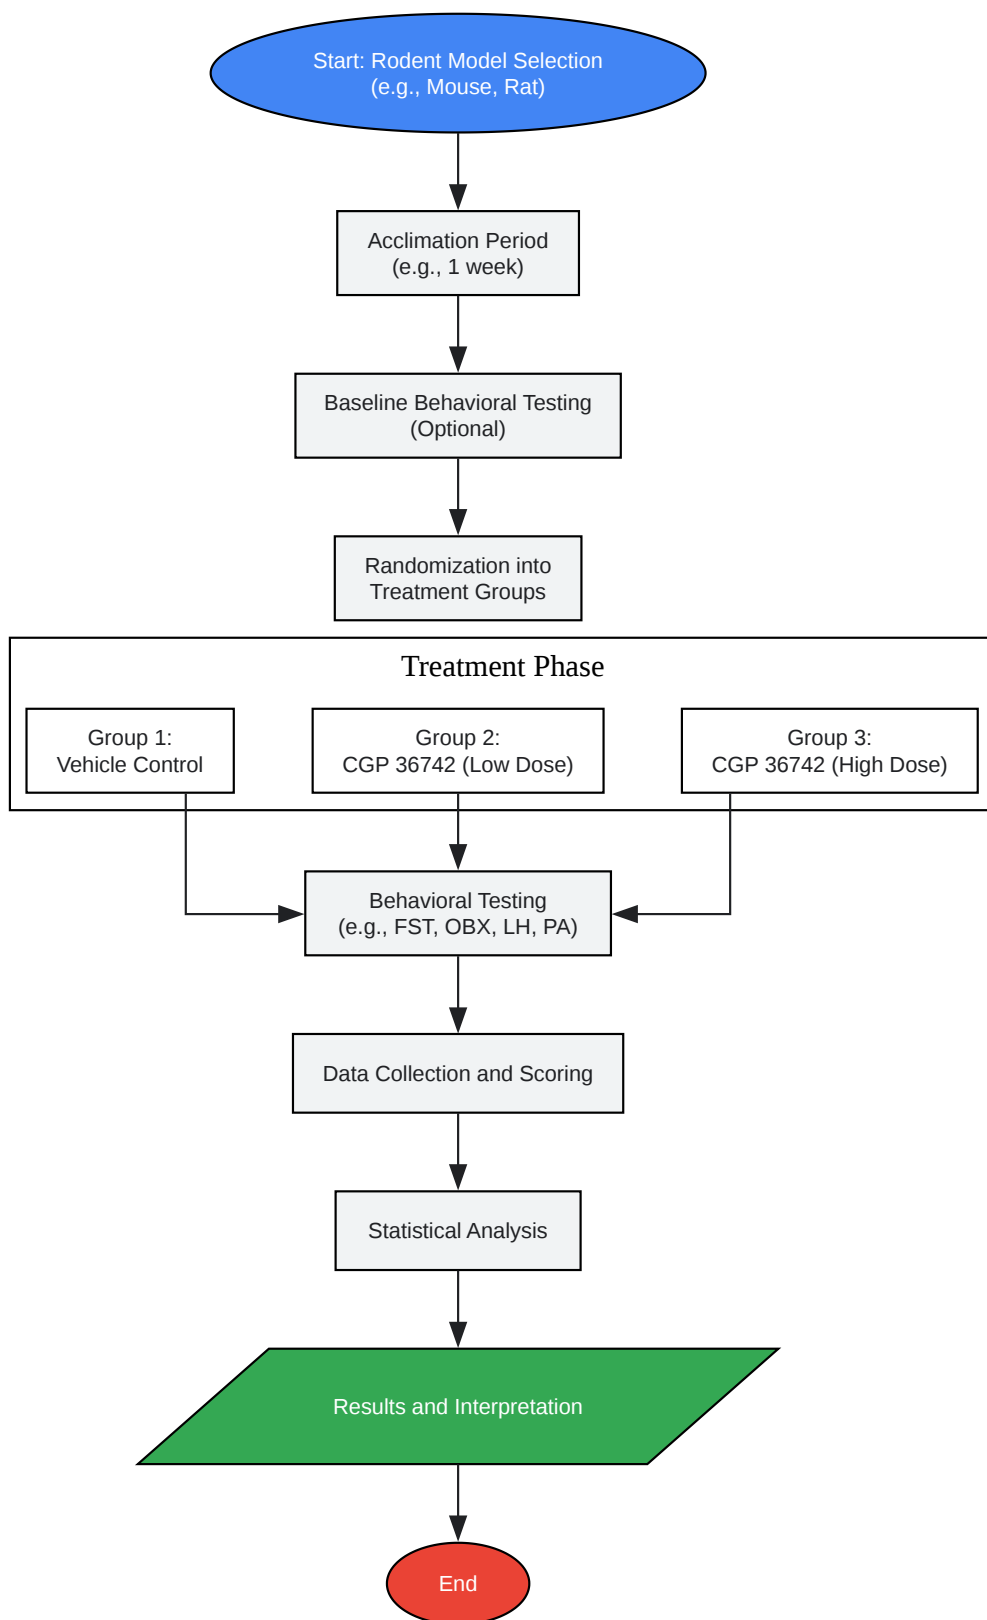 Start: Rodent Model Selection
(e.g., Mouse, Rat)
Acclimation Period
(e.g., 1 week)
Baseline Behavioral Testing
(Optional)
Randomization into
Treatment Groups
Treatment Phase
Group 1:
Vehicle Control
Group 2:
CGP 36742 (Low Dose)
Group 3:
CGP 36742 (High Dose)
Behavioral Testing
(e.g., FST, OBX, LH, PA)
Data Collection and Scoring
Statistical Analysis
Results and Interpretation
End